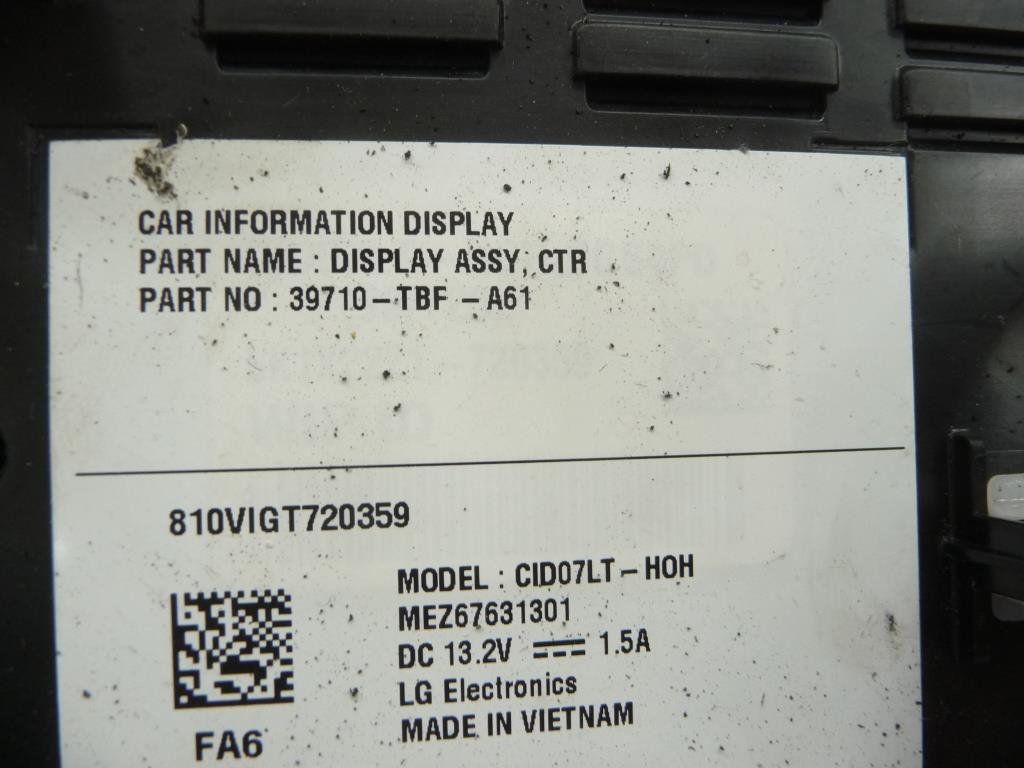 CAR INFORMATION DISPLAY
PART NAME : DISPLAY ASSY, CTR
PART NO : 39710-TBF -A61
720359
810VIGT720359
MODEL : CID07LT-HOH
MEZ67631301
DC 13.2V 1.5A
LG Electronics
MADE IN VIETNAM
FA6